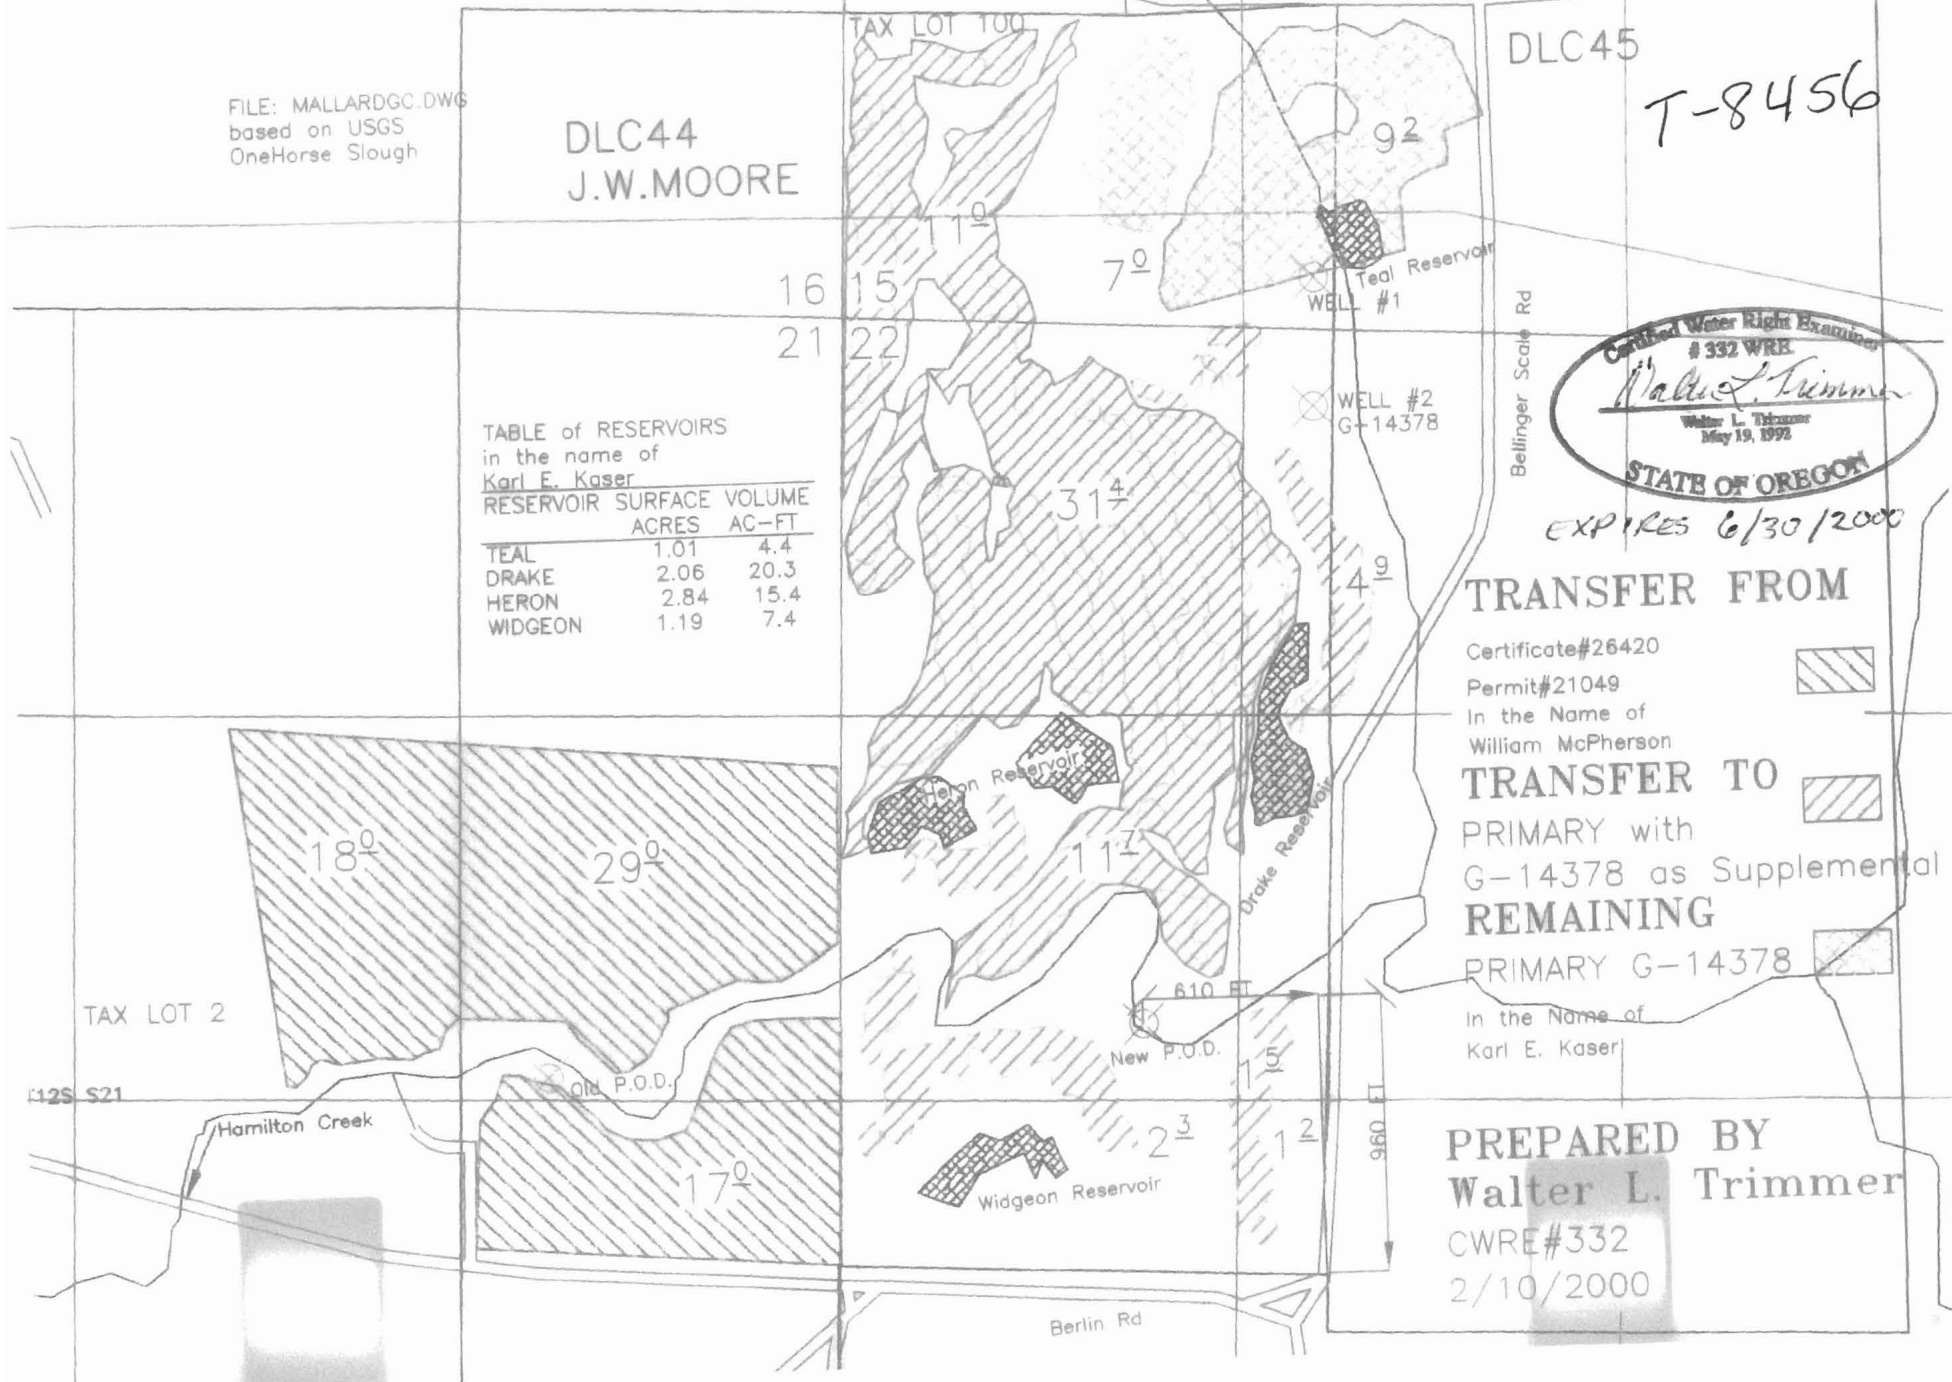 TAX LOT 100
DLC45
T-8456
FILE: MALLARDGC.DWG
based on USGS
OneHorse Slough
DLC44
J.W.MOORE
9 2
11 0
7 0
Teal Reservoir
WELL #1
16 15
21 22
Bellinger Scale Rd
Certified Water Right Examiner
# 332 WRE
Walter L. Trimmer
Walter L. Trimmer
May 19, 1992
STATE OF OREGON
EXPIRES 6/30/2000
WELL #2
G-14378
TABLE of RESERVOIRS
in the name of
Karl E. Kaser
RESERVOIR SURFACE VOLUME
ACRES AC-FT
TEAL 1.01 4.4
DRAKE 2.06 20.3
HERON 2.84 15.4
WIDGEON 1.19 7.4
31 4
4 9
TRANSFER FROM
Certificate#26420
Permit#21049
In the Name of
William McPherson
TRANSFER TO
PRIMARY with
G-14378 as Supplemental
REMAINING
PRIMARY G-14378
In the Name of
Karl E. Kaser
Heron Reservoir
Drake Reservoir
18 0
29 0
11 7
TAX LOT 2
610 FT
New P.O.D.
1 5
Old P.O.D.
T12S S21
Hamilton Creek
960 FT
2 3
1 2
17 0
Widgeon Reservoir
PREPARED BY
Walter L. Trimmer
CWRE#332
2/10/2000
Berlin Rd